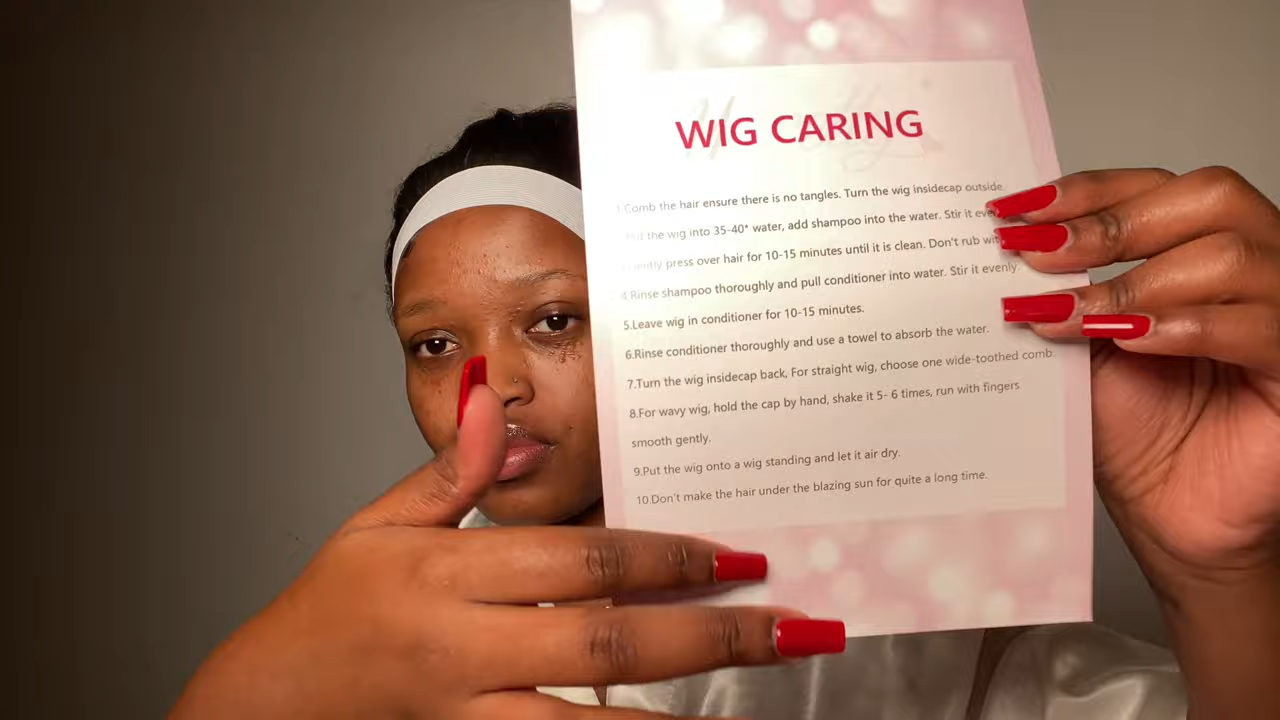 WIG CARING
1.Comb the hair ensure there is no tangles. Turn the wig insidecap outside.
the wig into 35-40° water, add shampoo into the water. Stir it
press over hair for 10-15 minutes until it is clean. Don't rub
4.Rinse shampoo thoroughly and pull conditioner into water. Stir it evenly.
5.Leave wig in conditioner for 10-15 minutes.
6.Rinse conditioner thoroughly and use a towel to absorb the water.
7.Turn the wig insidecap back, For straight wig, choose one wide-toothed comb.
8.For wavy wig, hold the cap by hand, shake it 5- 6 times, run with fingers
smooth gently.
9.Put the wig onto a wig standing and let it air dry.
10.Don't make the hair under the blazing sun for quite a long time.